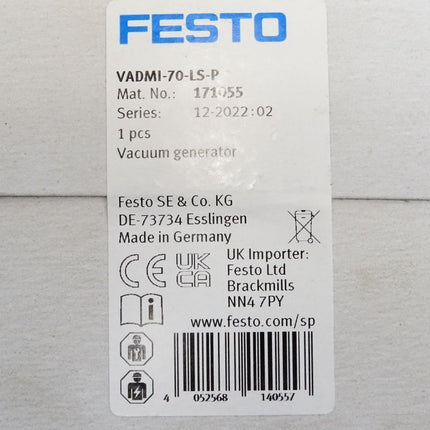 FESTO
VADMI-70-LS-P
Mat. No.: 171055
Series: 12-2022:02
1 pcs
Vacuum generator
Festo SE & Co. KG
DE-73734 Esslingen
Made in Germany
CE UK CA
UK Importer:
Festo Ltd
Brackmills
NN4 7PY
www.festo.com/sp
4 052568 140557